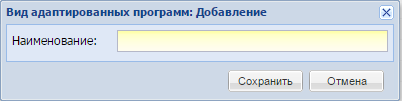 Вид адаптированных программ: Добавление
Наименование:
Сохранить Отмена